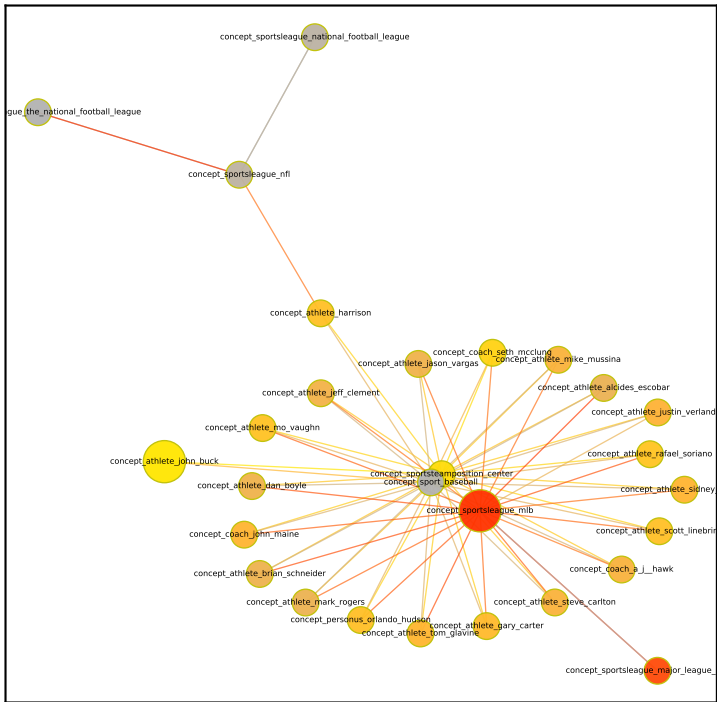 concept_sportsleague_national_football_league
gue_the_national_football_league
concept_sportsleague_nfl
concept_athlete_harrison
concept_coach_seth_mcclung
concept_athlete_mike_mussina
concept_athlete_jason_vargas
concept_athlete_alcides_escobar
concept_athlete_jeff_clement
concept_athlete_justin_verland
concept_athlete_mo_vaughn
concept_athlete_rafael_soriano
concept_athlete_john_buck
concept_sportsteamposition_center
concept_sport_baseball
concept_athlete_dan_boyle
concept_athlete_sidney_
concept_sportsleague_mlb
concept_athlete_scott_linebrin
concept_coach_john_maine
concept_coach_a_j__hawk
concept_athlete_brian_schneider
concept_athlete_mark_rogers
concept_athlete_steve_carlton
concept_personus_orlando_hudson
concept_athlete_gary_carter
concept_athlete_tom_glavine
concept_sportsleague_major_league_